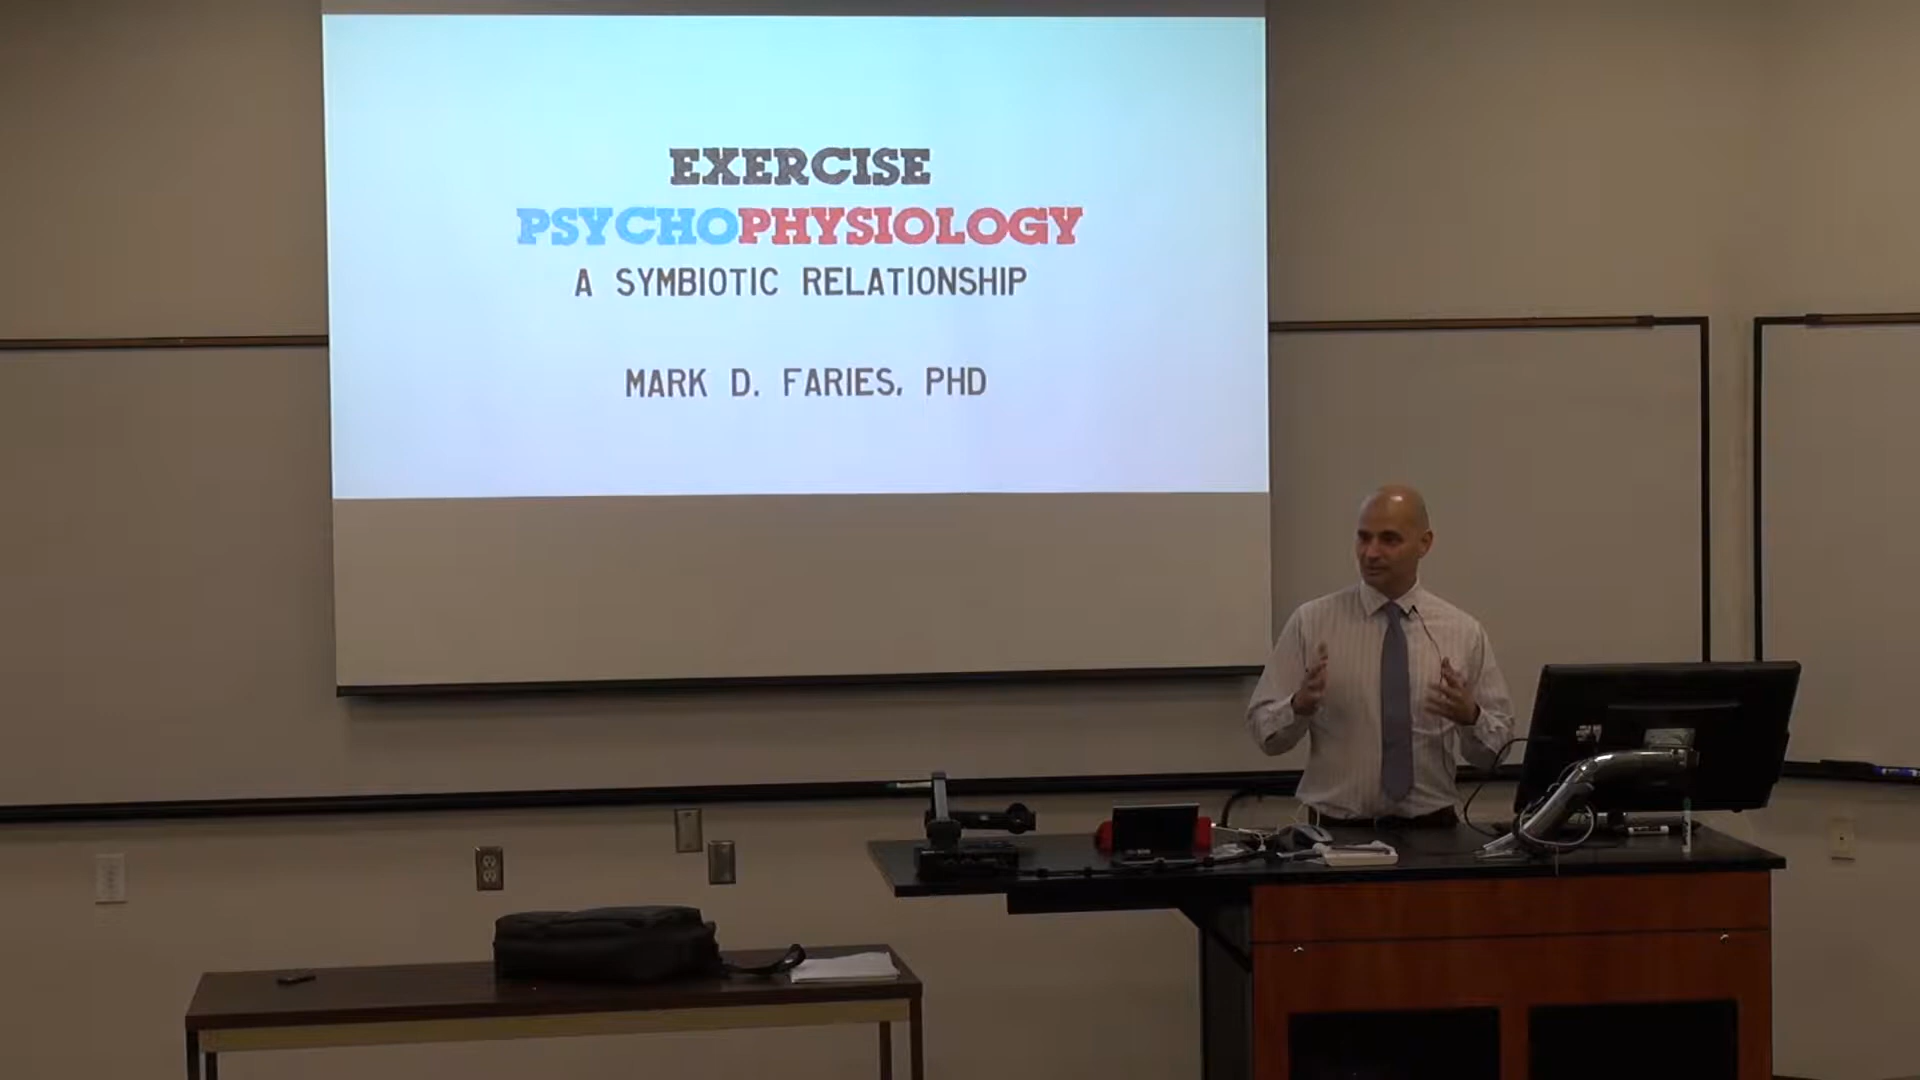 EXERCISE
PSYCHOPHYSIOLOGY
A SYMBIOTIC RELATIONSHIP
MARK D. FARIES, PHD